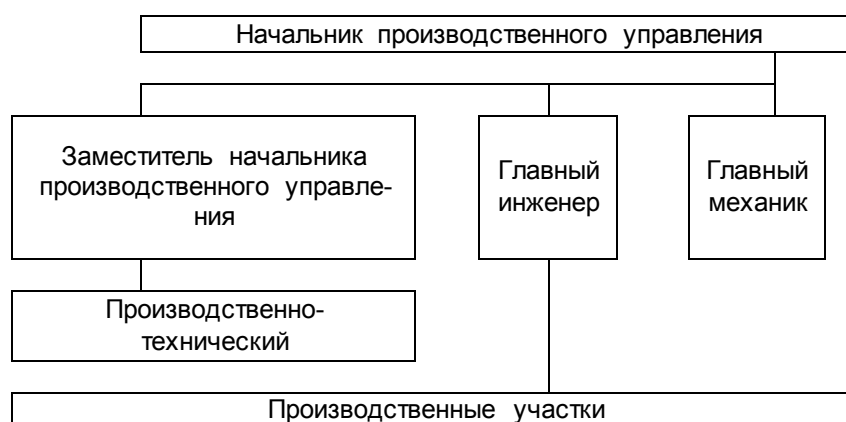 Начальник производственного управления
Заместитель начальника
производственного управле-
ния
Главный
инженер
Главный
механик
Производственно-
технический
Производственные участки